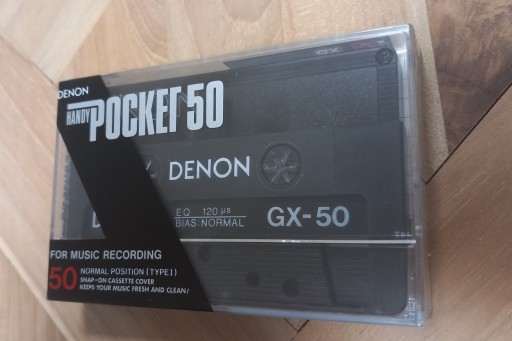 DENON
HANDY POCKET 50
DENON
EQ 120 µs
BIAS: NORMAL
GX-50
FOR MUSIC RECORDING
50
NORMAL POSITION (TYPE I)
SNAP-ON CASSETTE COVER
KEEPS YOUR MUSIC FRESH AND CLEAN!